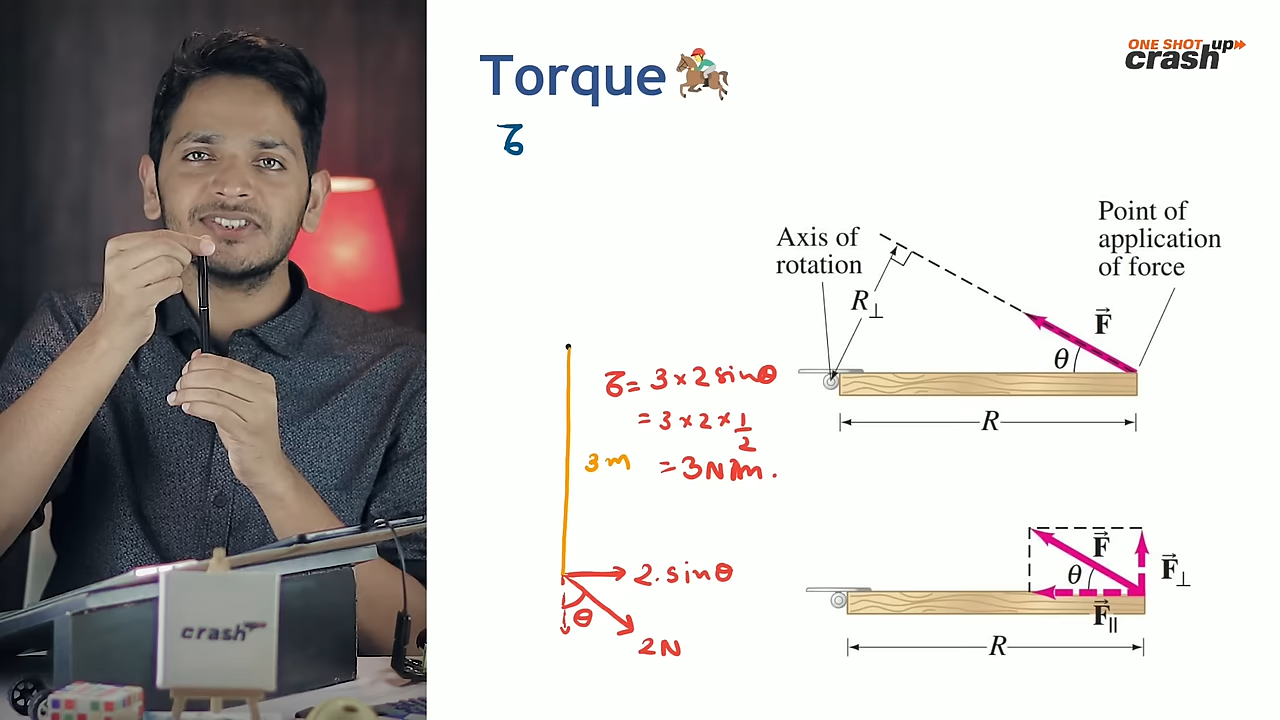 ONE SHOT
crash up
Torque
τ
Axis of
rotation
Point of
application
of force
R⊥
F⃗
θ
R
τ= 3×2 sinθ
= 3×2×1/2
= 3Nm.
3m
2.sinθ
θ
2N
F⃗
θ
F⃗⊥
F⃗||
R
crash